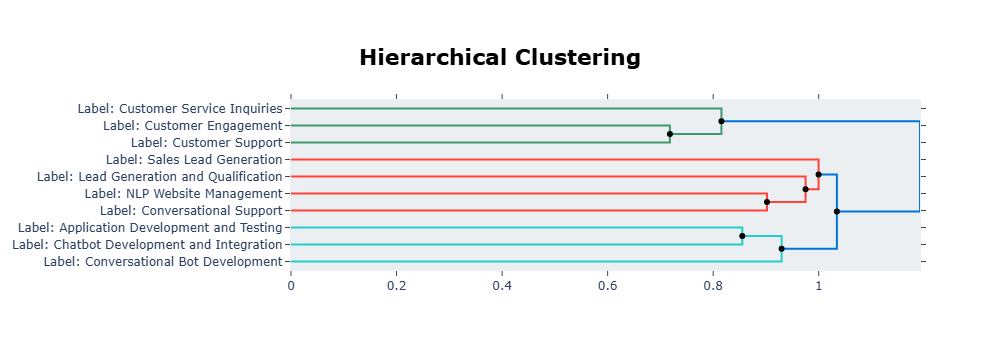 Hierarchical Clustering
Label: Customer Service Inquiries
Label: Customer Engagement
Label: Customer Support
Label: Sales Lead Generation
Label: Lead Generation and Qualification
Label: NLP Website Management
Label: Conversational Support
Label: Application Development and Testing
Label: Chatbot Development and Integration
Label: Conversational Bot Development
0 0.2 0.4 0.6 0.8 1